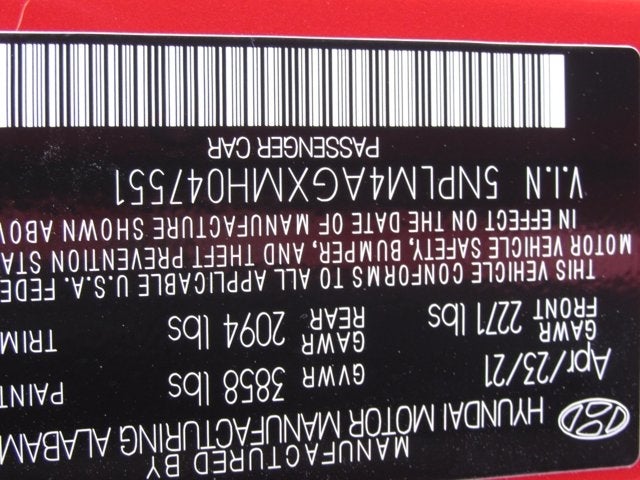 MANUFACTURED BY
HYUNDAI MOTOR MANUFACTURING ALABAM
Apr/23/21 GVWR 3858 lbs PAINT
GAWR FRONT 2271 lbs GAWR REAR 2094 lbs TRIM
THIS VEHICLE CONFORMS TO ALL APPLICABLE U.S.A. FEDE
MOTOR VEHICLE SAFETY, BUMPER, AND THEFT PREVENTION STA
IN EFFECT ON THE DATE OF MANUFACTURE SHOWN ABOV
V.I.N 5NPLM4AGXMH047551
PASSENGER CAR